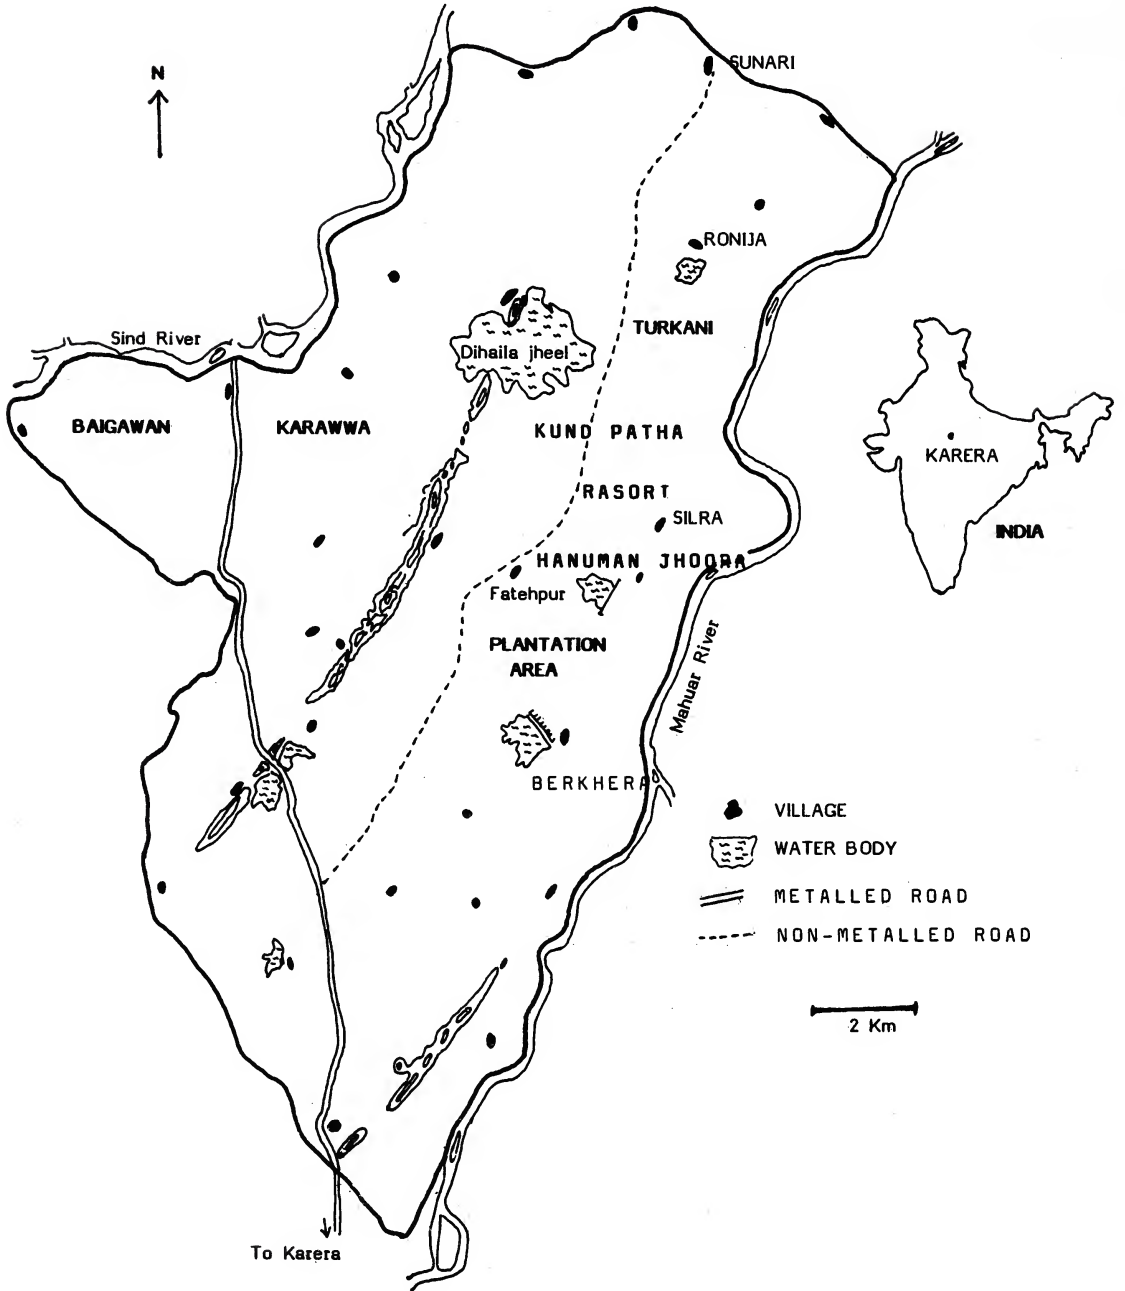 N
SUNARI
RONIJA
TURKANI
Sind River
Dihaila jheel
BAIGAWAN
KARAWWA
KUND PATHA
KARERA
RASORT
SILRA
INDIA
HANUMAN JHOORA
Fatehpur
PLANTATION
AREA
Mahuar River
BERKHERA
VILLAGE
WATER BODY
METALLED ROAD
NON-METALLED ROAD
2 Km
To Karera